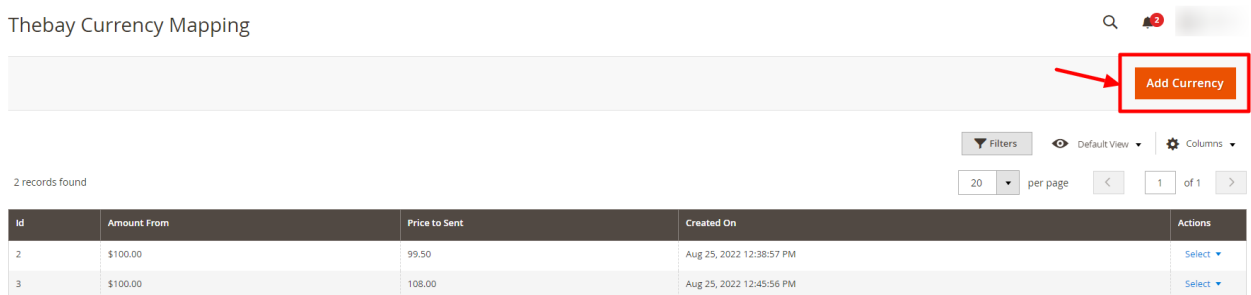 Thebay Currency Mapping
2
Add Currency
Filters
Default View
Columns
2 records found
20
per page
1
of 1
Id Amount From Price to Sent Created On Actions
2 $100.00 99.50 Aug 25, 2022 12:38:57 PM Select
3 $100.00 108.00 Aug 25, 2022 12:45:56 PM Select